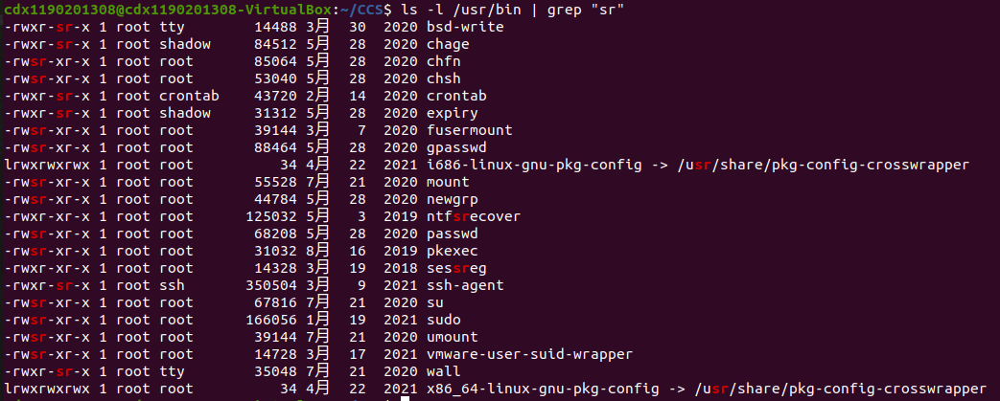 cdx1190201308@cdx1190201308-VirtualBox:~/CCS$ ls -l /usr/bin | grep "sr"
-rwxr-sr-x 1 root tty 14488 3月 30 2020 bsd-write
-rwxr-sr-x 1 root shadow 84512 5月 28 2020 chage
-rwsr-xr-x 1 root root 85064 5月 28 2020 chfn
-rwsr-xr-x 1 root root 53040 5月 28 2020 chsh
-rwxr-sr-x 1 root crontab 43720 2月 14 2020 crontab
-rwxr-sr-x 1 root shadow 31312 5月 28 2020 expiry
-rwsr-xr-x 1 root root 39144 3月 7 2020 fusermount
-rwsr-xr-x 1 root root 88464 5月 28 2020 gpasswd
lrwxrwxrwx 1 root root 34 4月 22 2021 i686-linux-gnu-pkg-config -> /usr/share/pkg-config-crosswrapper
-rwsr-xr-x 1 root root 55528 7月 21 2020 mount
-rwsr-xr-x 1 root root 44784 5月 28 2020 newgrp
-rwxr-xr-x 1 root root 125032 5月 3 2019 ntfsrecover
-rwsr-xr-x 1 root root 68208 5月 28 2020 passwd
-rwsr-xr-x 1 root root 31032 8月 16 2019 pkexec
-rwxr-xr-x 1 root root 14328 3月 19 2018 sessreg
-rwxr-sr-x 1 root ssh 350504 3月 9 2021 ssh-agent
-rwsr-xr-x 1 root root 67816 7月 21 2020 su
-rwsr-xr-x 1 root root 166056 1月 19 2021 sudo
-rwsr-xr-x 1 root root 39144 7月 21 2020 umount
-rwsr-xr-x 1 root root 14728 3月 17 2021 vmware-user-suid-wrapper
-rwxr-sr-x 1 root tty 35048 7月 21 2020 wall
lrwxrwxrwx 1 root root 34 4月 22 2021 x86_64-linux-gnu-pkg-config -> /usr/share/pkg-config-crosswrapper